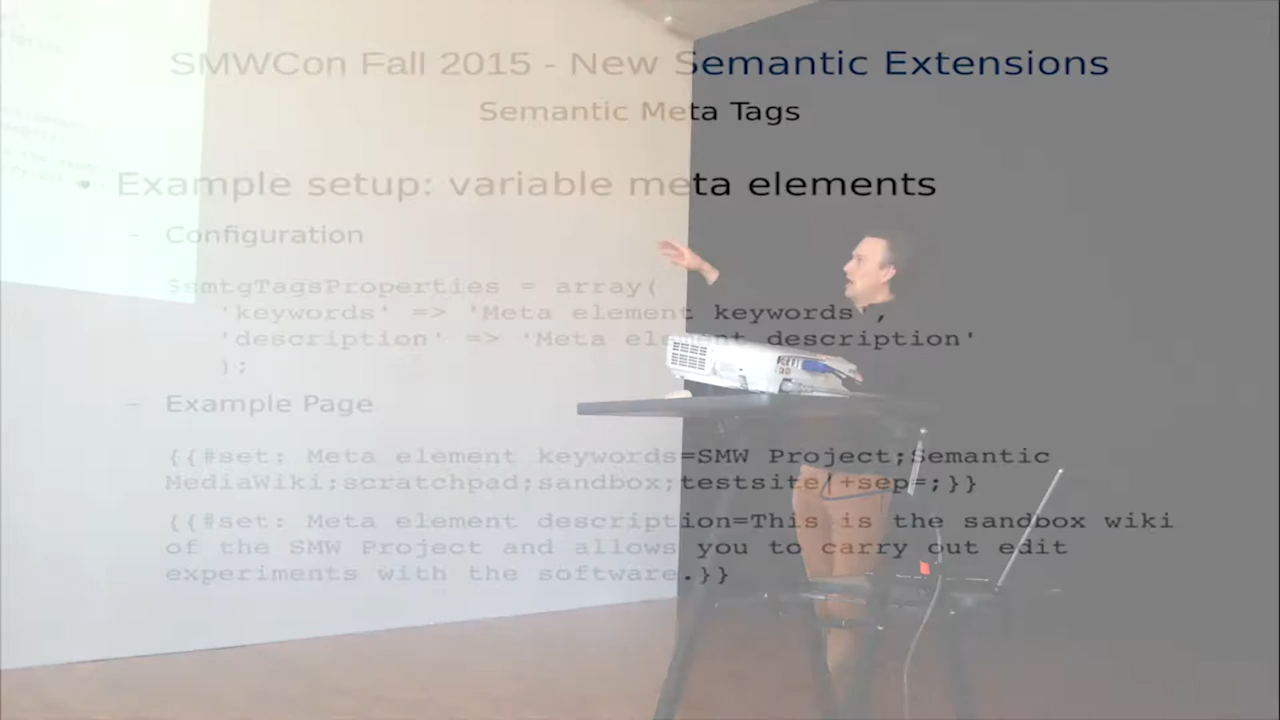 SMWCon Fall 2015 - New Semantic Extensions
Semantic Meta Tags
• Example setup: variable meta elements
– Configuration
$smtgTagsProperties = array(
'keywords' => 'Meta element keywords',
'description' => 'Meta element description'
);
– Example Page
{{#set: Meta element keywords=SMW Project;Semantic
MediaWiki;scratchpad;sandbox;testsite|+sep=;}}
{{#set: Meta element description=This is the sandbox wiki
of the SMW Project and allows you to carry out edit
experiments with the software.}}